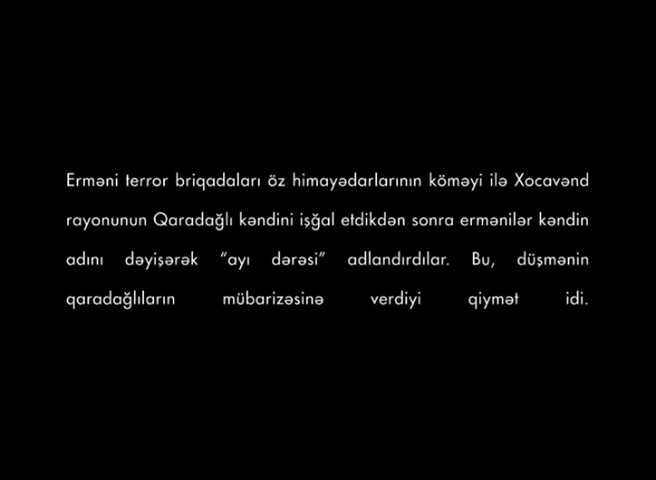 Erməni terror briqadaları öz himayədarlarının köməyi ilə Xocavənd
rayonunun Qaradağlı kəndini işğal etdikdən sonra ermənilər kəndin
adını dəyişərək “ayı dərəsi” adlandırdılar. Bu, düşmənin
qaradağlıların mübarizəsinə verdiyi qiymət idi.